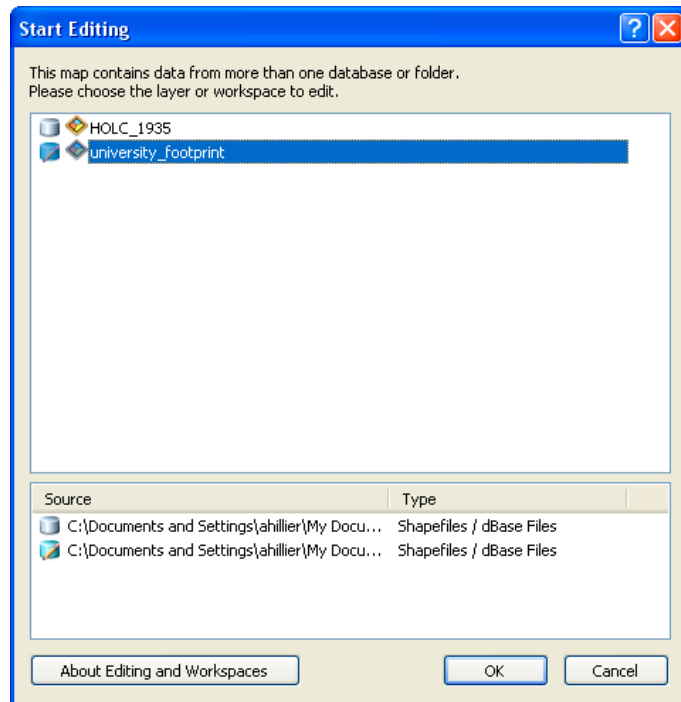 Start Editing
This map contains data from more than one database or folder.
Please choose the layer or workspace to edit.
HOLC_1935
university_footprint
Source Type
C:\Documents and Settings\ahillier\My Docu... Shapefiles / dBase Files
C:\Documents and Settings\ahillier\My Docu... Shapefiles / dBase Files
About Editing and Workspaces OK Cancel